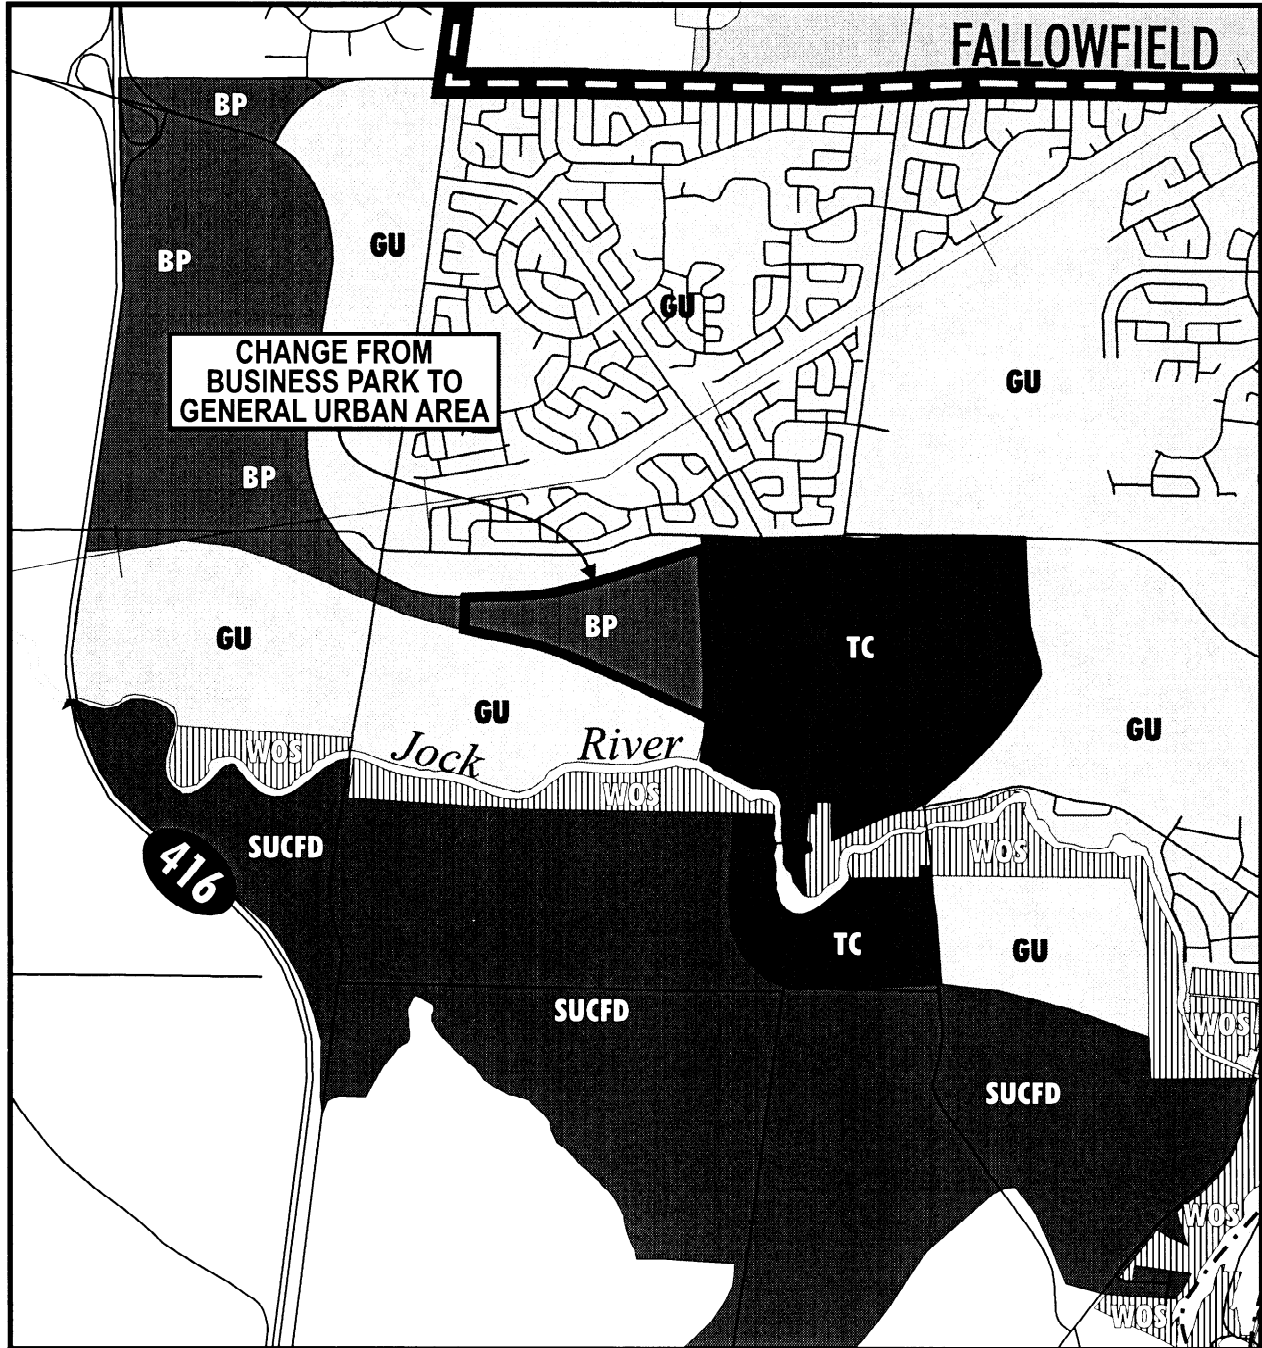 FALLOWFIELD
BP
GU
BP
GU
CHANGE FROM
BUSINESS PARK TO
GENERAL URBAN AREA
GU
BP
BP
GU
TC
GU
GU
Jock River
WOS
WOS
416
SUCFD
WOS
TC
GU
SUCFD
WOS
SUCFD
WOS
WOS